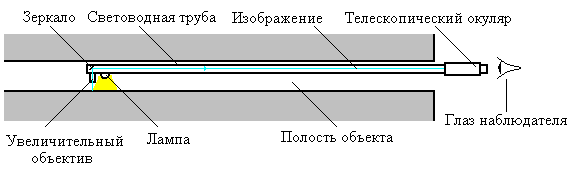 Зеркало
Световодная труба
Изображение
Телескопический окуляр
Увеличительный
объектив
Лампа
Полость объекта
Глаз наблюдателя